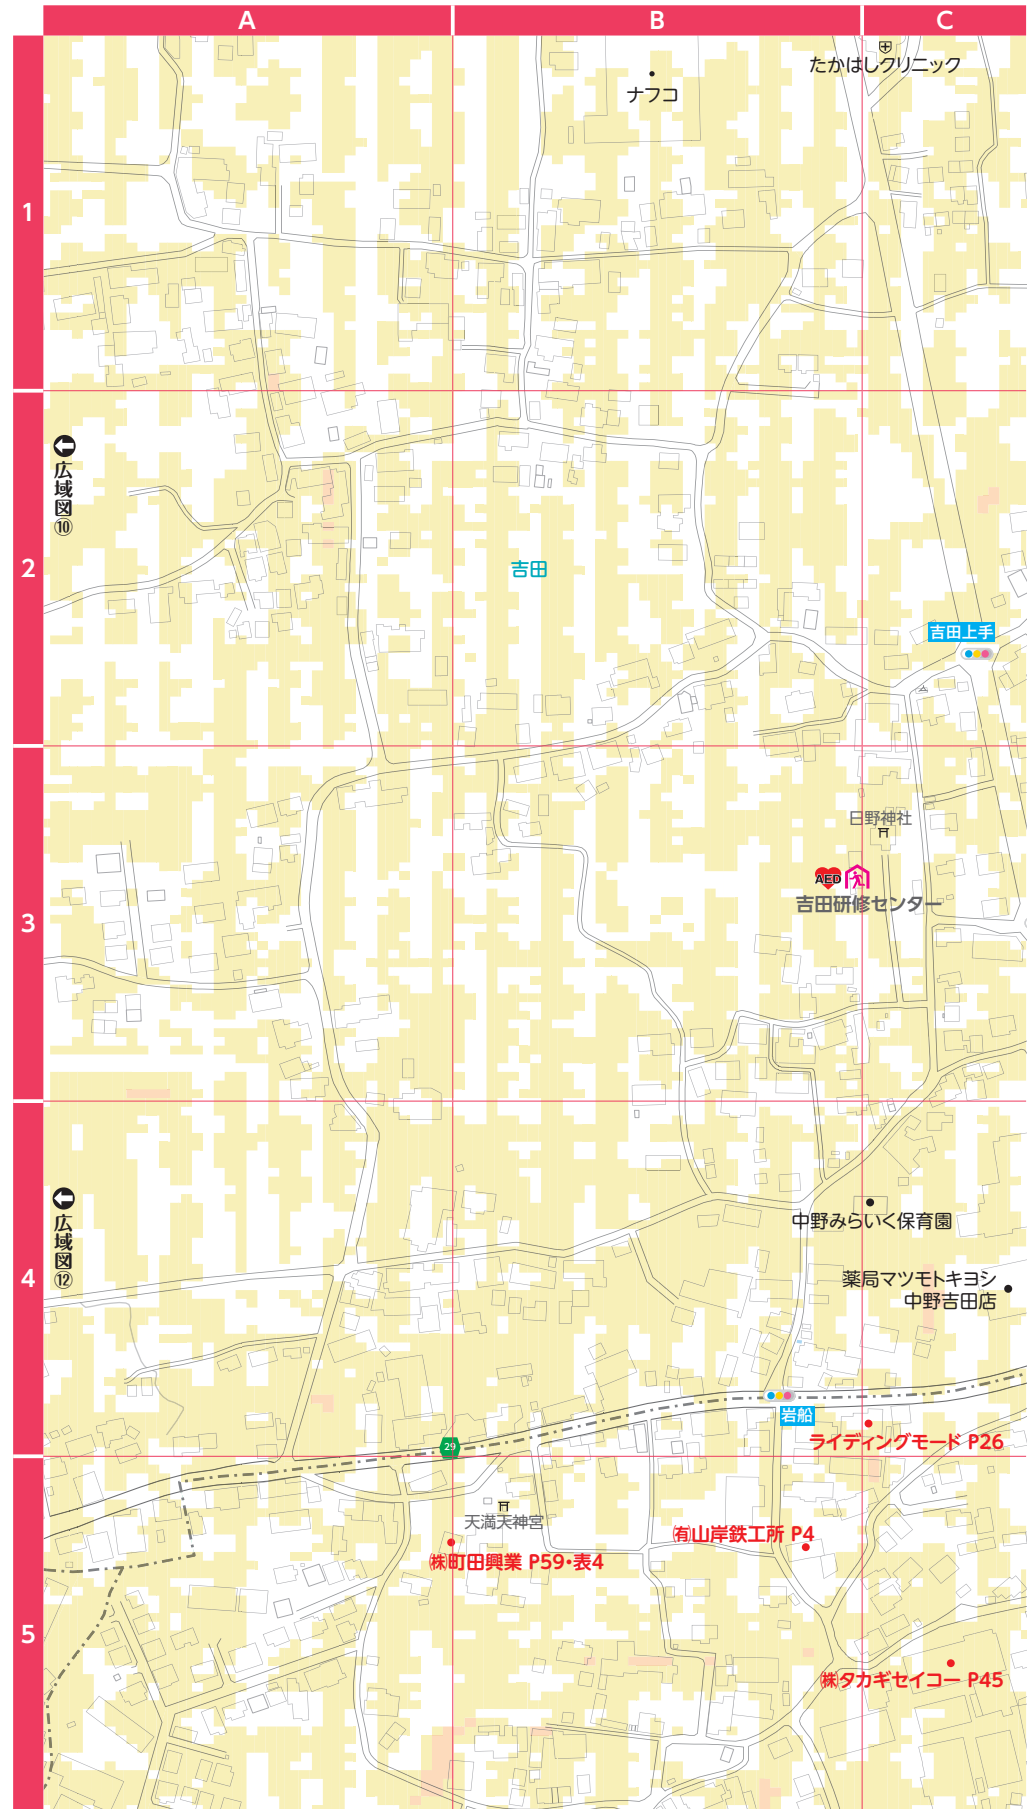 A
B
C
たかはしクリニック
ナフコ
1
広域図⑩
2
吉田
吉田上手
日野神社
AED
吉田研修センター
3
広域図⑫
中野みらいく保育園
薬局マツモトキヨシ
中野吉田店
4
岩船
ライディングモード P26
29
天満天神宮
㈲山岸鉄工所 P4
㈱町田興業 P59・表4
5
㈱タカギセイコー P45